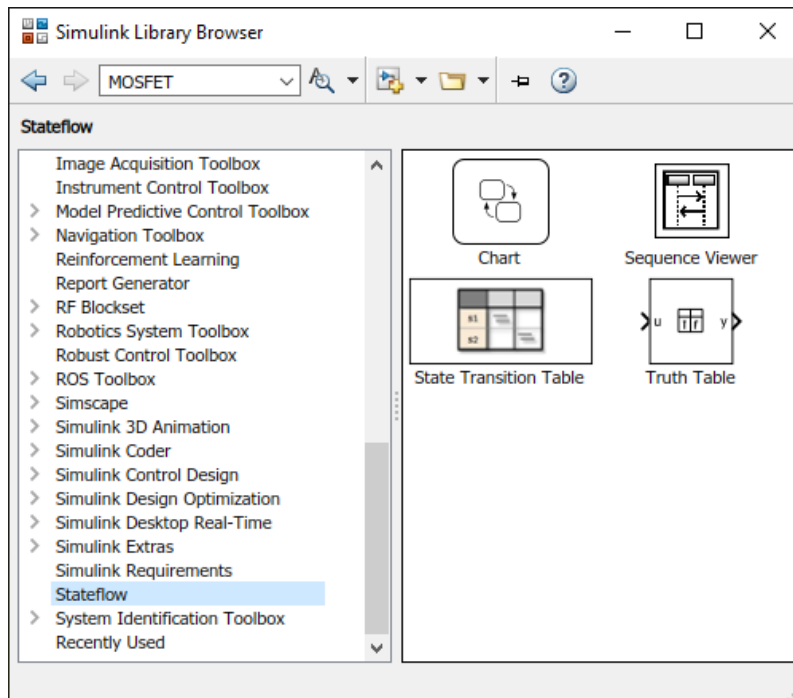 Simulink Library Browser
MOSFET
Stateflow
Image Acquisition Toolbox
Instrument Control Toolbox
Model Predictive Control Toolbox
Navigation Toolbox
Reinforcement Learning
Report Generator
RF Blockset
Robotics System Toolbox
Robust Control Toolbox
ROS Toolbox
Simscape
Simulink 3D Animation
Simulink Coder
Simulink Control Design
Simulink Design Optimization
Simulink Desktop Real-Time
Simulink Extras
Simulink Requirements
Stateflow
System Identification Toolbox
Recently Used
Chart
Sequence Viewer
s1
s2
State Transition Table
u
T F
y
Truth Table